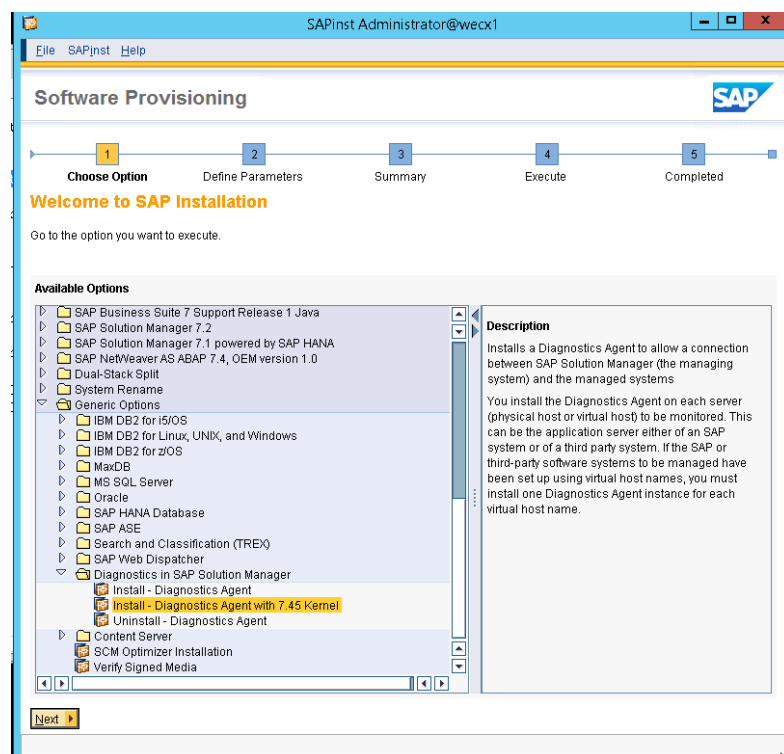 SAPinst Administrator@wecx1
File SAPinst Help
Software Provisioning
SAP
1 2 3 4 5
Choose Option Define Parameters Summary Execute Completed
Welcome to SAP Installation
Go to the option you want to execute.
Available Options
SAP Business Suite 7 Support Release 1 Java
SAP Solution Manager 7.2
SAP Solution Manager 7.1 powered by SAP HANA
SAP NetWeaver AS ABAP 7.4, OEM version 1.0
Dual-Stack Split
System Rename
Generic Options
IBM DB2 for i5/OS
IBM DB2 for Linux, UNIX, and Windows
IBM DB2 for z/OS
MaxDB
MS SQL Server
Oracle
SAP HANA Database
SAP ASE
Search and Classification (TREX)
SAP Web Dispatcher
Diagnostics in SAP Solution Manager
Install - Diagnostics Agent
Install - Diagnostics Agent with 7.45 Kernel
Uninstall - Diagnostics Agent
Content Server
SCM Optimizer Installation
Verify Signed Media
Description
Installs a Diagnostics Agent to allow a connection
between SAP Solution Manager (the managing
system) and the managed systems
You install the Diagnostics Agent on each server
(physical host or virtual host) to be monitored. This
can be the application server either of an SAP
system or of a third party system. If the SAP or
third-party software systems to be managed have
been set up using virtual host names, you must
install one Diagnostics Agent instance for each
virtual host name.
Next